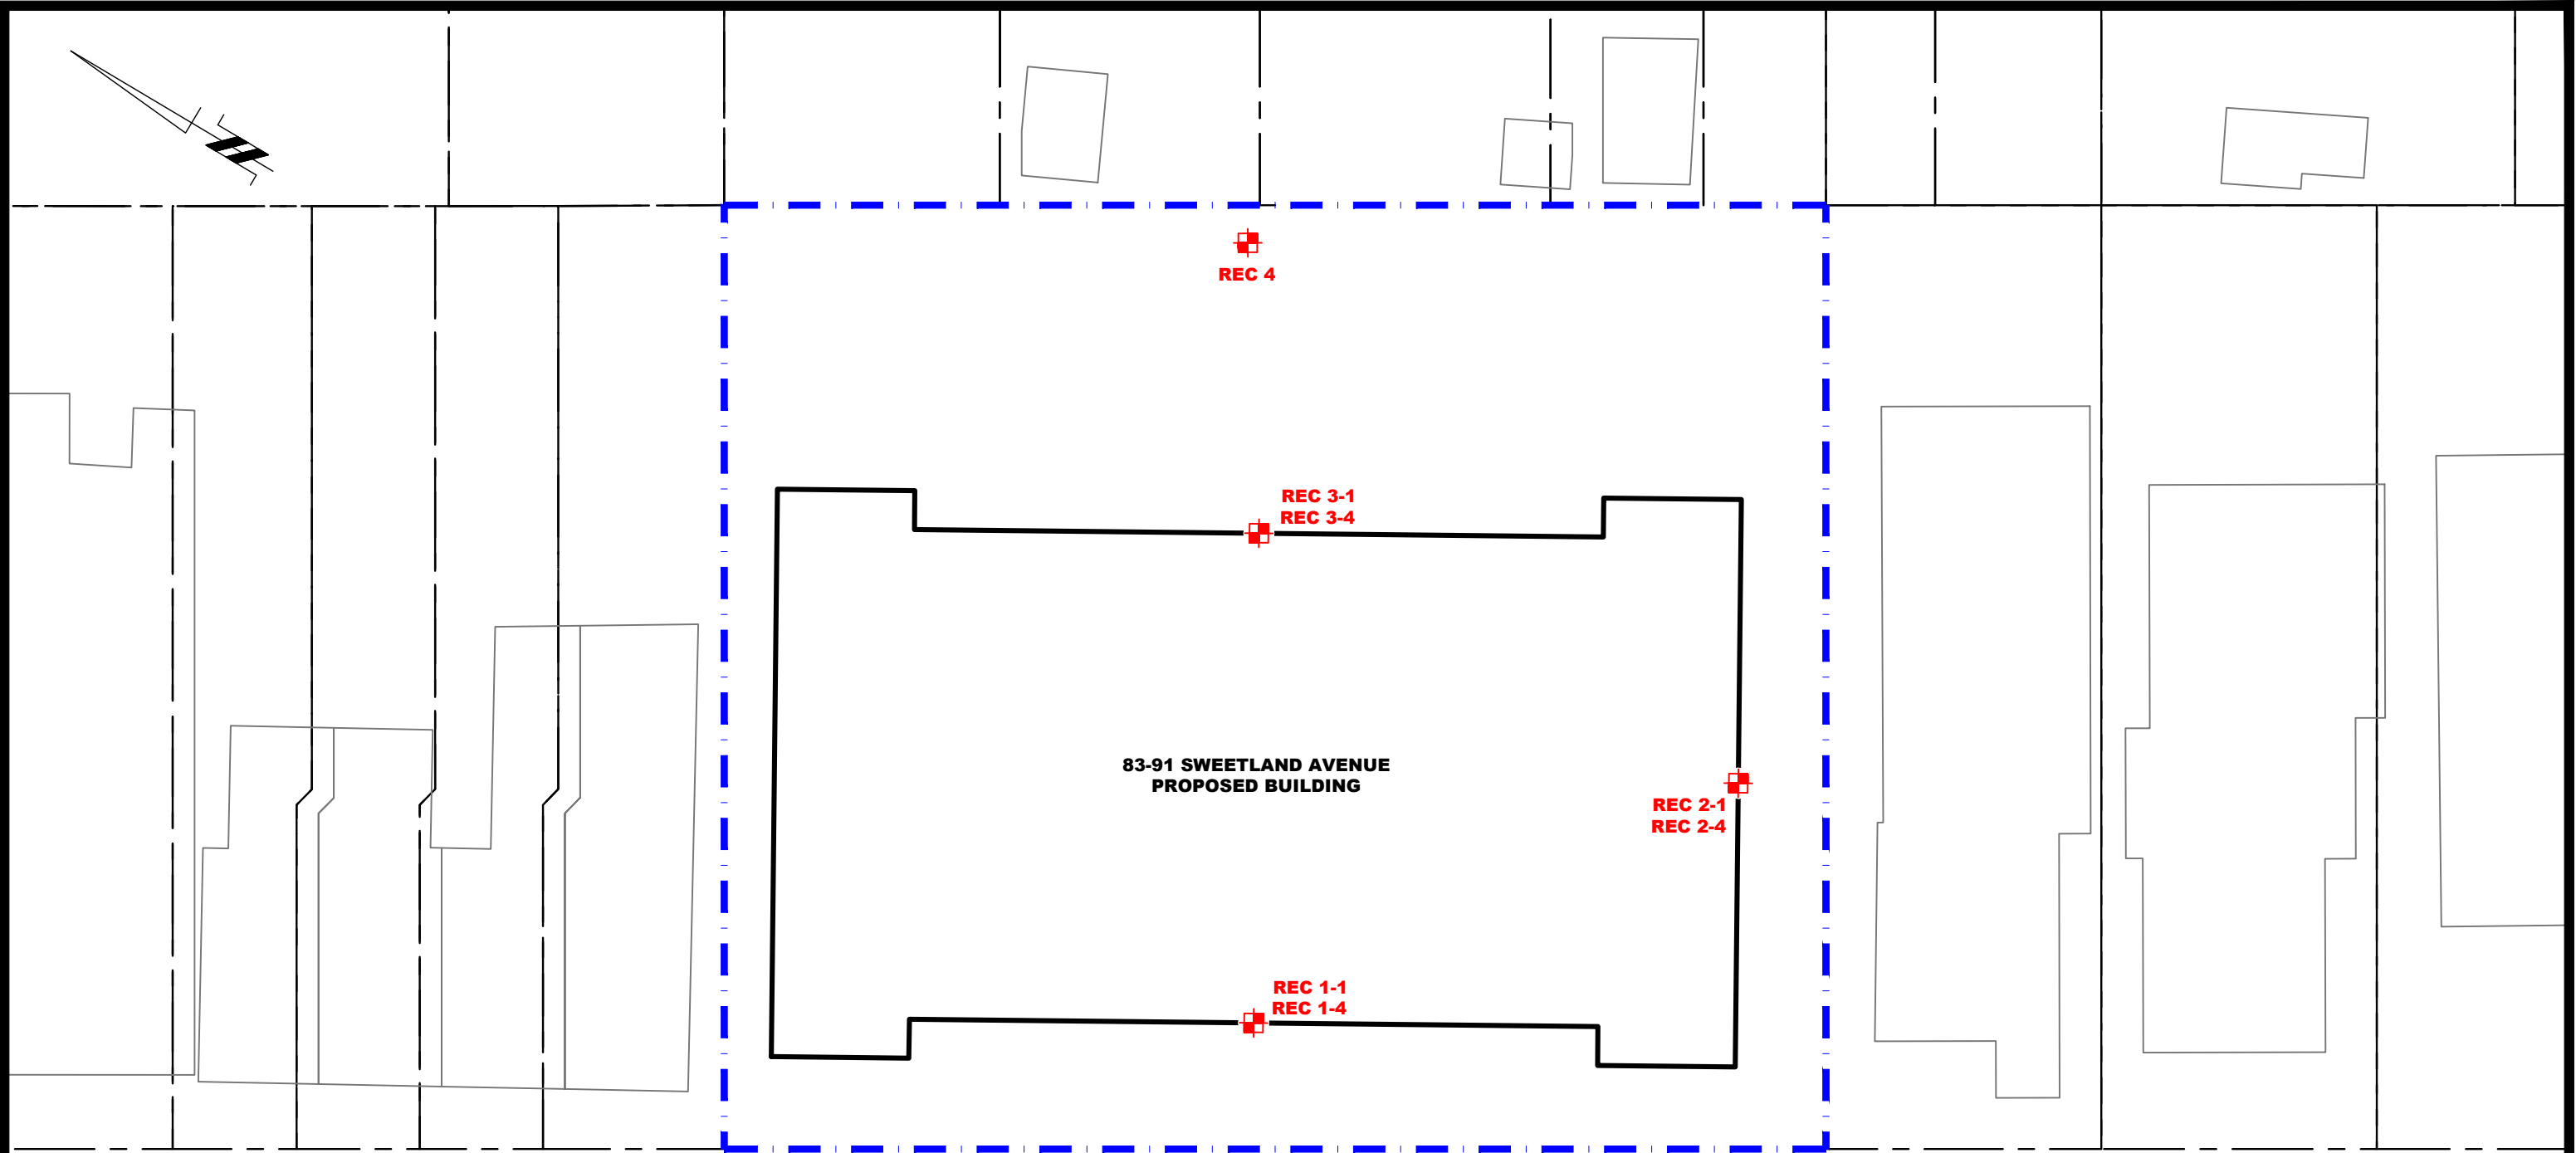 REC 4
REC 3-1
REC 3-4
83-91 SWEETLAND AVENUE
PROPOSED BUILDING
REC 2-1
REC 2-4
REC 1-1
REC 1-4